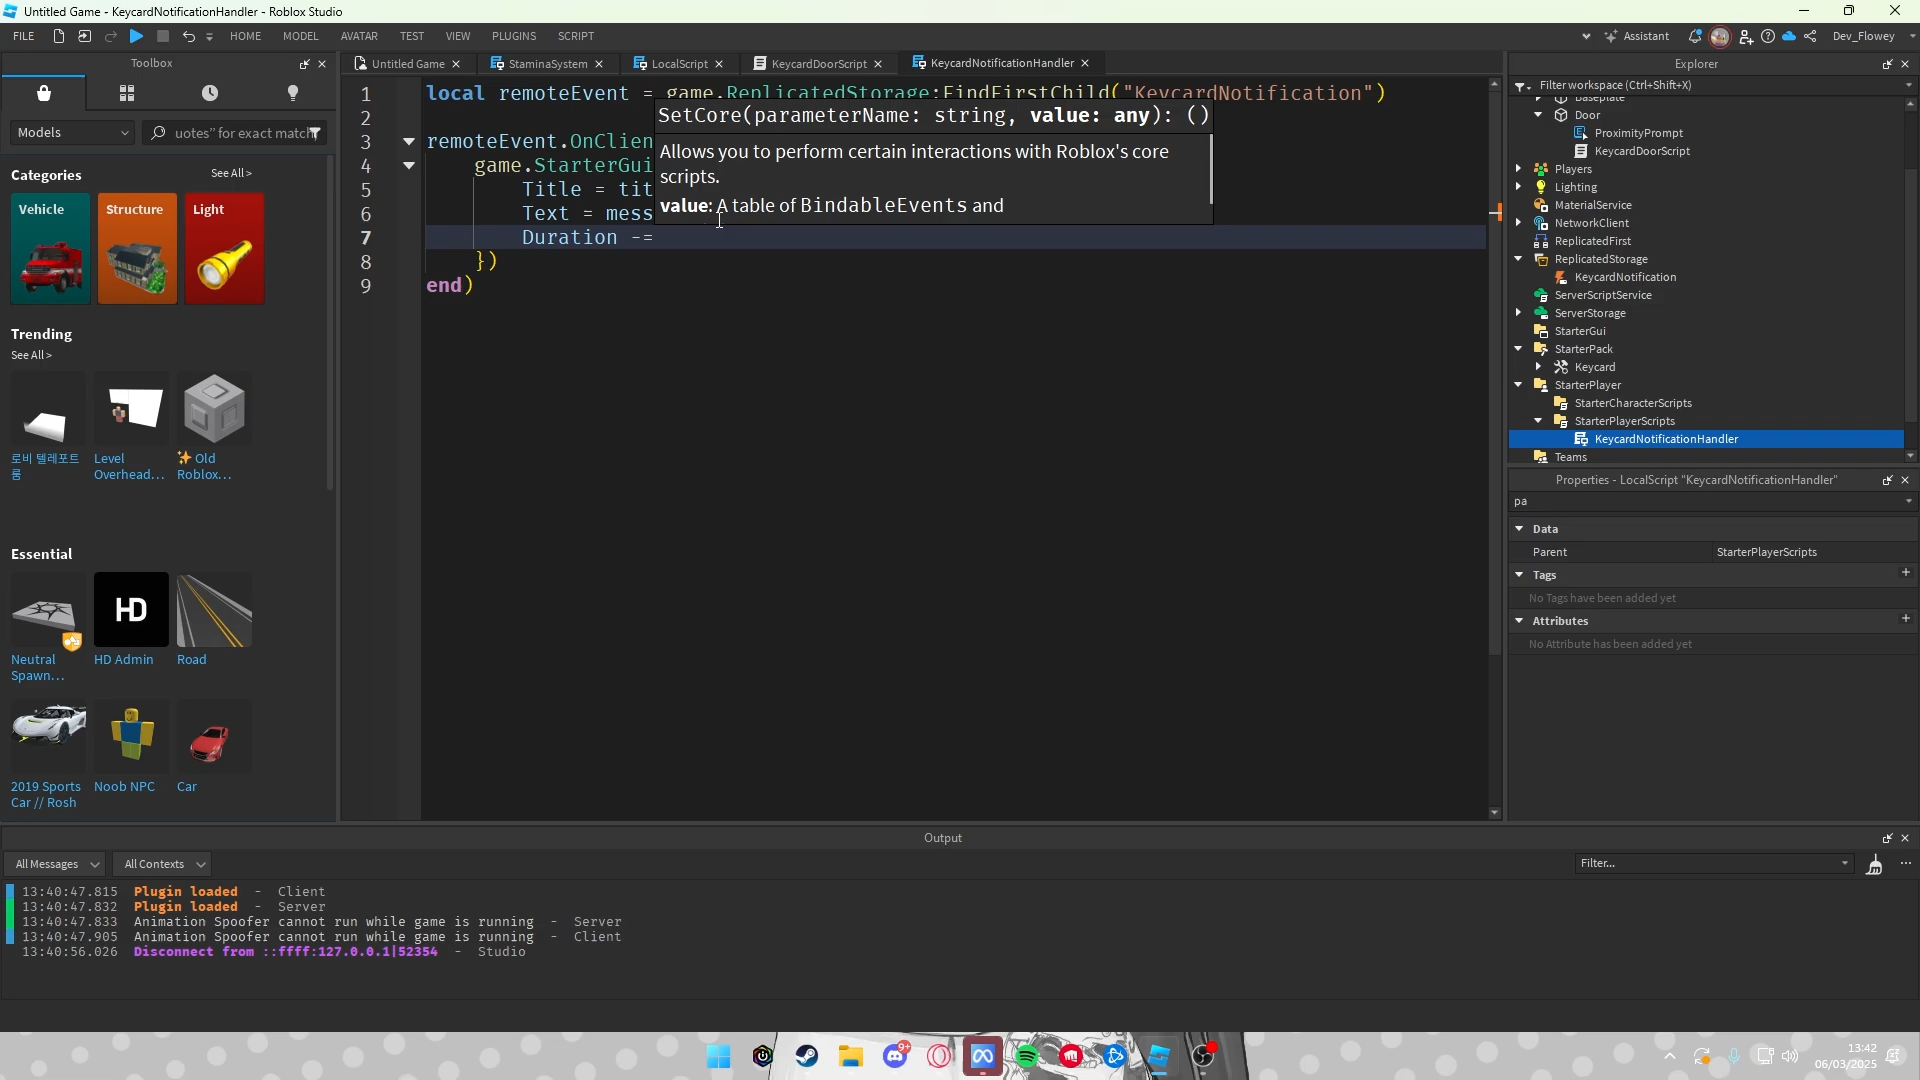 Untitled Game - KeycardNotificationHandler - Roblox Studio
FILE HOME MODEL AVATAR TEST VIEW PLUGINS SCRIPT Assistant Dev_Flowey
Toolbox
Untitled Game StaminaSystem LocalScript KeycardDoorScript KeycardNotificationHandler
Models
uotes” for exact match
Categories
See All >
Vehicle Structure Light
Trending
See All >
로비 텔레포트 룸
Level Overhead...
✨ Old Roblox...
Essential
Neutral Spawn...
HD
HD Admin
Road
2019 Sports Car // Rosh
Noob NPC
Car
1 local remoteEvent = game.ReplicatedStorage:FindFirstChild("KeycardNotification")
2
3 remoteEvent.OnClien
4 game.StarterGui
5 Title = tit
6 Text = mess
7 Duration -=
8 })
9 end)
SetCore(parameterName: string, value: any): ()
Allows you to perform certain interactions with Roblox's core scripts.
value: A table of BindableEvents and
Explorer
Filter workspace (Ctrl+Shift+X)
Baseplate
Door
ProximityPrompt
KeycardDoorScript
Players
Lighting
MaterialService
NetworkClient
ReplicatedFirst
ReplicatedStorage
KeycardNotification
ServerScriptService
ServerStorage
StarterGui
StarterPack
Keycard
StarterPlayer
StarterCharacterScripts
StarterPlayerScripts
KeycardNotificationHandler
Teams
Properties - LocalScript "KeycardNotificationHandler"
pa
Data
Parent StarterPlayerScripts
Tags +
No Tags have been added yet
Attributes +
No Attribute has been added yet
Output
All Messages All Contexts Filter...
13:40:47.815 Plugin loaded - Client
13:40:47.832 Plugin loaded - Server
13:40:47.833 Animation Spoofer cannot run while game is running - Server
13:40:47.905 Animation Spoofer cannot run while game is running - Client
13:40:56.026 Disconnect from ::ffff:127.0.0.1|52354 - Studio
9+
13:42
06/03/2025